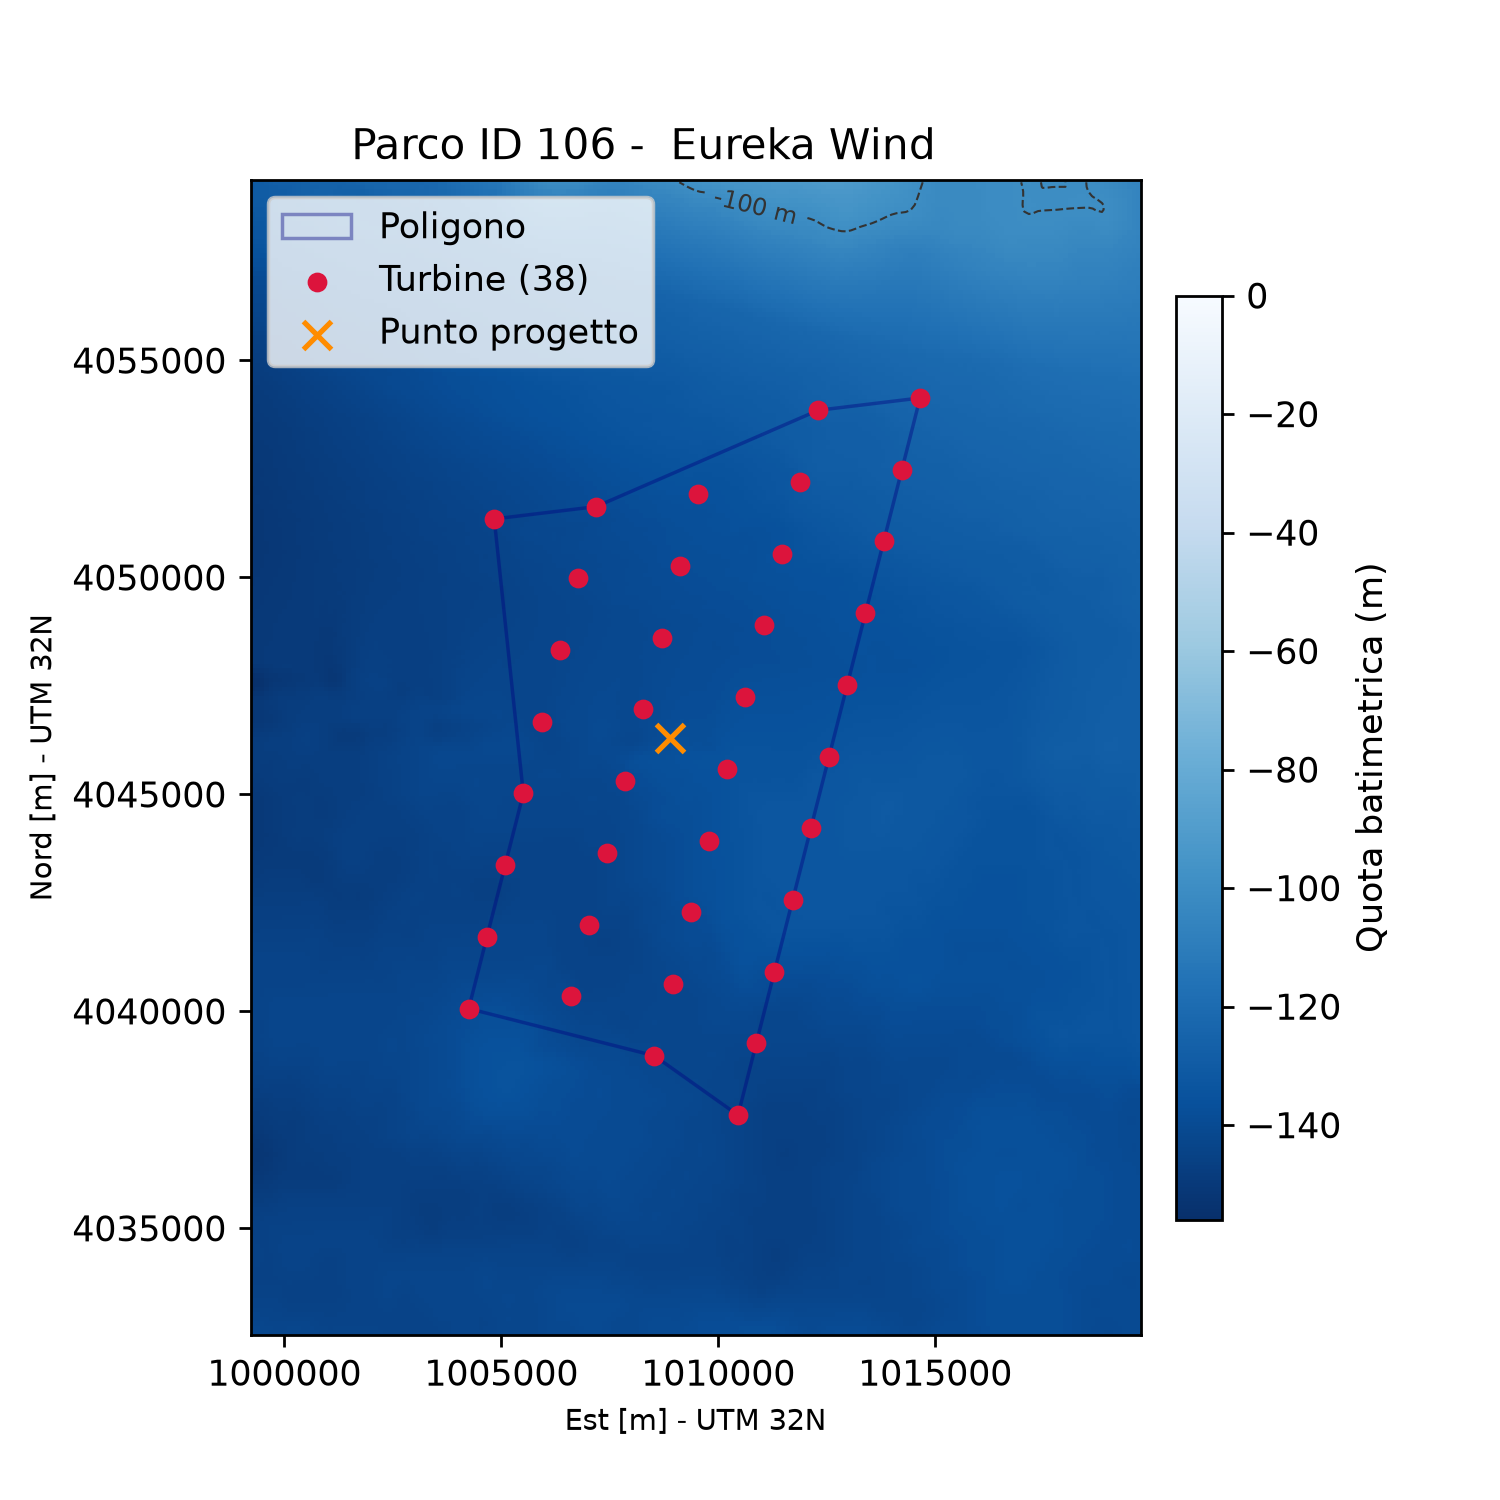 Parco ID 106 -  Eureka Wind
-100 m
Poligono
Turbine (38)
Punto progetto
4055000
4050000
4045000
4040000
4035000
Nord [m] - UTM 32N
1000000
1005000
1010000
1015000
Est [m] - UTM 32N
0
−20
−40
−60
−80
−100
−120
−140
Quota batimetrica (m)